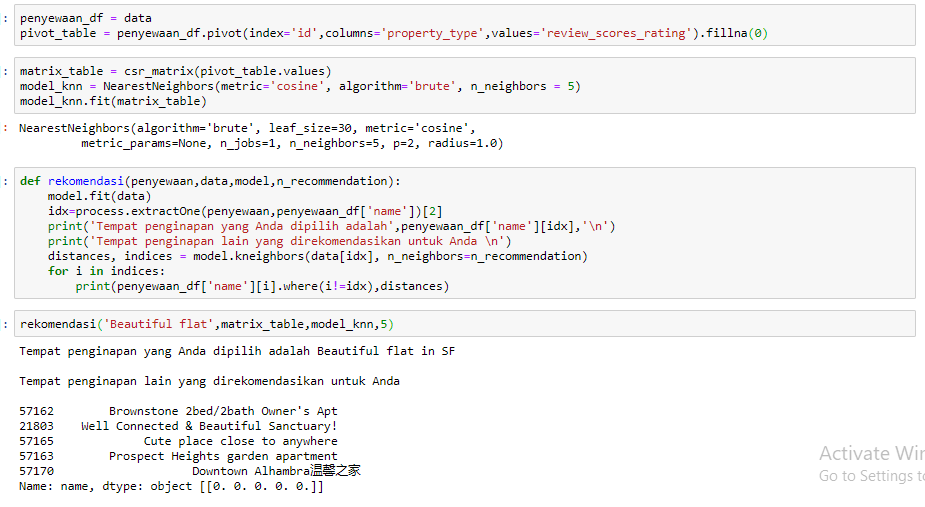 : penyewaan_df = data
pivot_table = penyewaan_df.pivot(index='id',columns='property_type',values='review_scores_rating').fillna(0)
: matrix_table = csr_matrix(pivot_table.values)
model_knn = NearestNeighbors(metric='cosine', algorithm='brute', n_neighbors = 5)
model_knn.fit(matrix_table)
: NearestNeighbors(algorithm='brute', leaf_size=30, metric='cosine',
metric_params=None, n_jobs=1, n_neighbors=5, p=2, radius=1.0)
: def rekomendasi(penyewaan,data,model,n_recommendation):
model.fit(data)
idx=process.extractOne(penyewaan,penyewaan_df['name'])[2]
print('Tempat penginapan yang Anda dipilih adalah',penyewaan_df['name'][idx],'\n')
print('Tempat penginapan lain yang direkomendasikan untuk Anda \n')
distances, indices = model.kneighbors(data[idx], n_neighbors=n_recommendation)
for i in indices:
print(penyewaan_df['name'][i].where(i!=idx),distances)
: rekomendasi('Beautiful flat',matrix_table,model_knn,5)
Tempat penginapan yang Anda dipilih adalah Beautiful flat in SF
Tempat penginapan lain yang direkomendasikan untuk Anda
57162 Brownstone 2bed/2bath Owner's Apt
21803 Well Connected & Beautiful Sanctuary!
57165 Cute place close to anywhere
57163 Prospect Heights garden apartment
57170 Downtown Alhambra温馨之家
Name: name, dtype: object [[0. 0. 0. 0. 0.]]
Activate Win
Go to Settings to